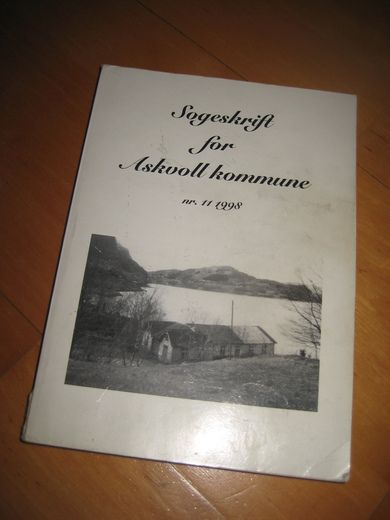 Sogeskrift
for
Askvoll kommune
nr. 11 1998